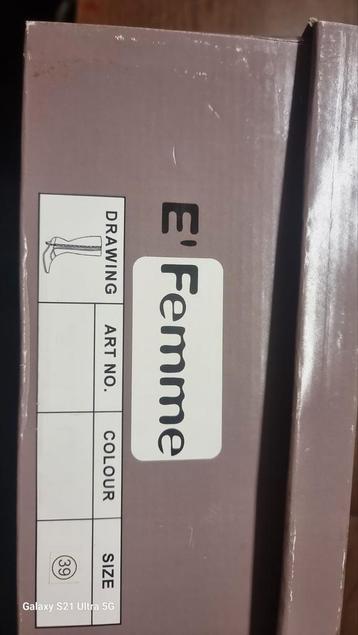 E' Femme
DRAWING ART NO. COLOUR SIZE
39
Galaxy S21 Ultra 5G